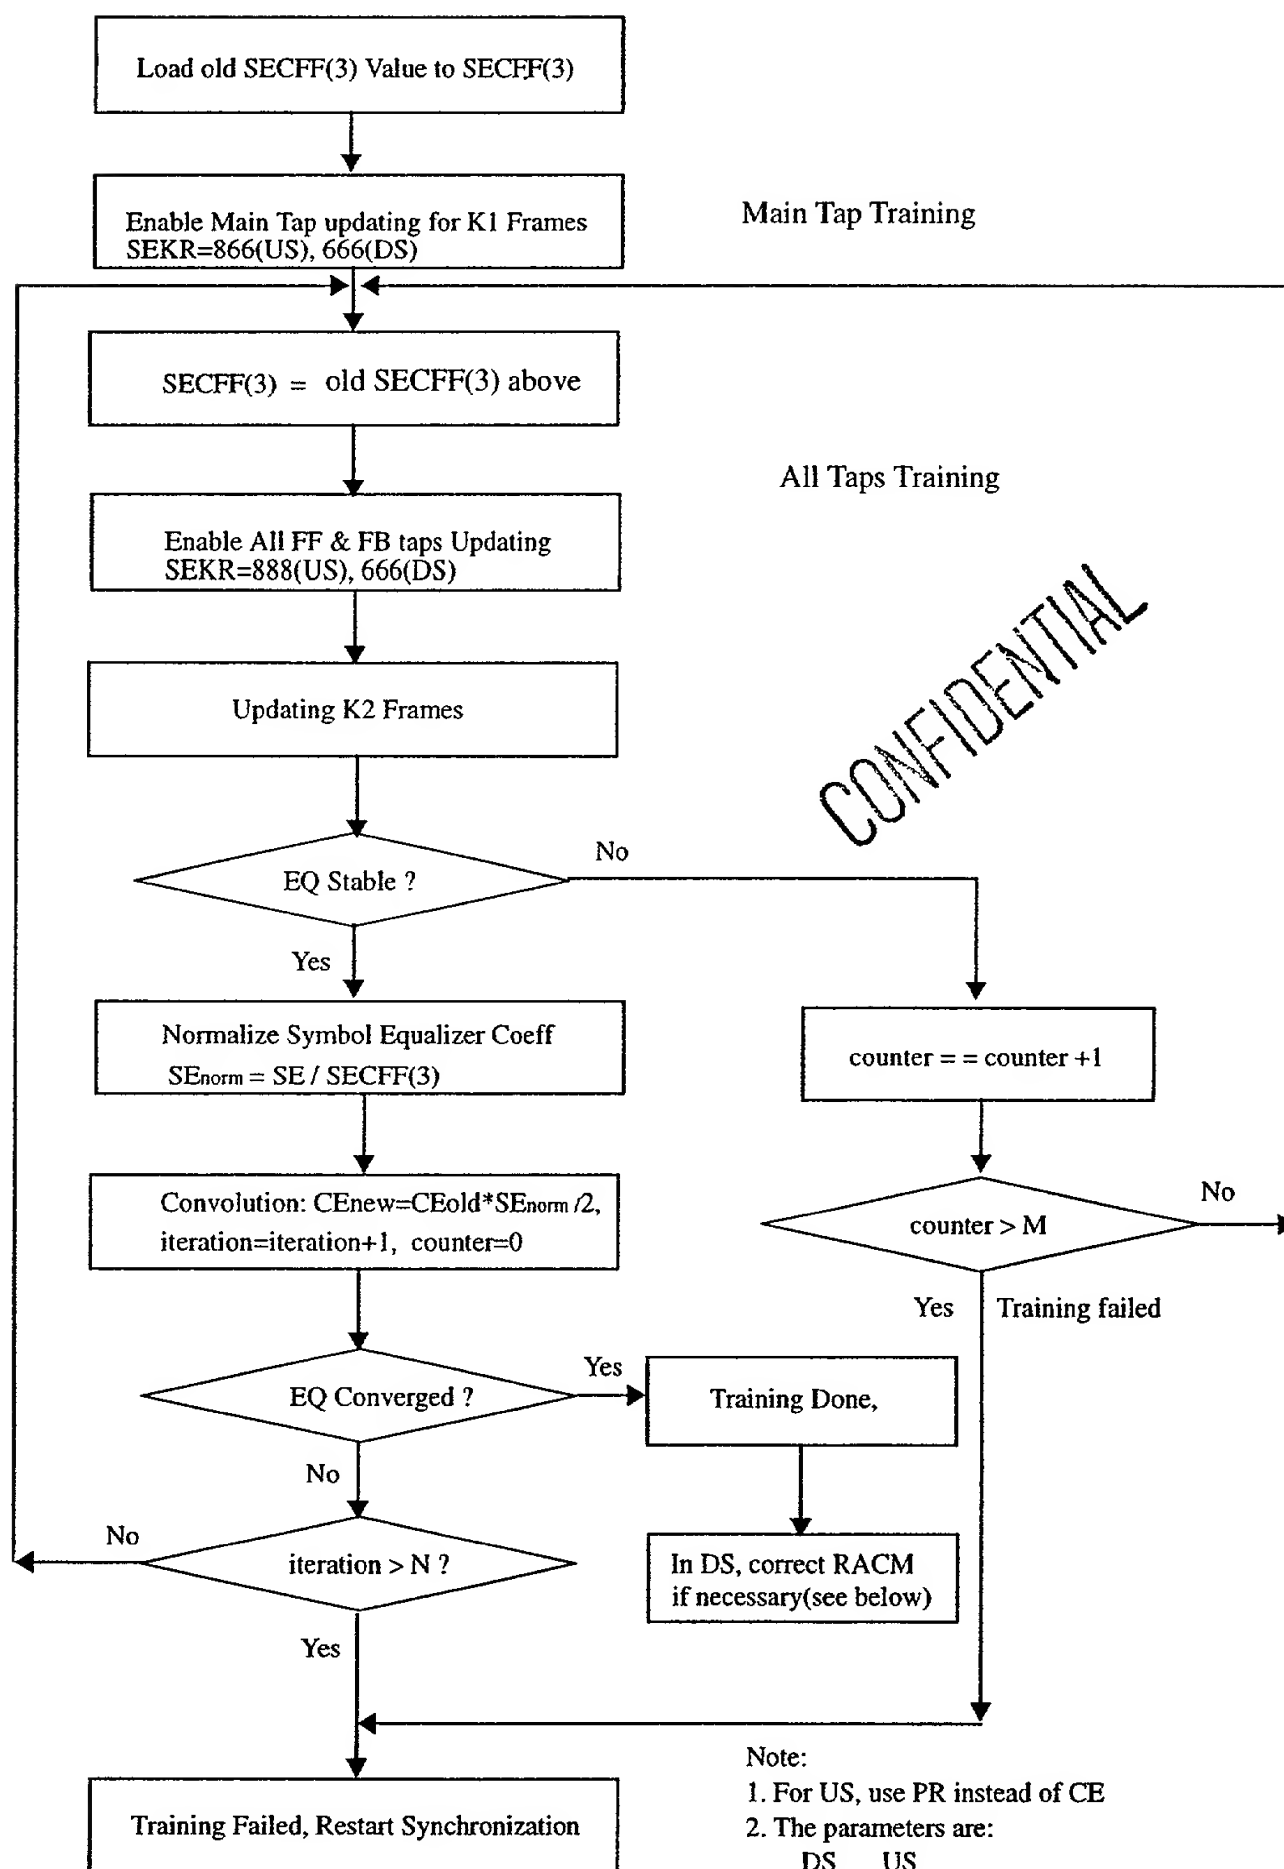 Load old SECFF(3) Value to SECFF(3)
Enable Main Tap updating for K1 Frames
SEKR=866(US), 666(DS)
Main Tap Training
SECFF(3) = old SECFF(3) above
All Taps Training
Enable All FF & FB taps Updating
SEKR=888(US), 666(DS)
Updating K2 Frames
CONFIDENTIAL
EQ Stable ?
No
Yes
Normalize Symbol Equalizer Coeff
SEnorm = SE / SECFF(3)
counter = = counter +1
Convolution: CEnew=CEold*SEnorm /2,
iteration=iteration+1, counter=0
counter > M
No
Yes
Training failed
EQ Converged ?
Yes
Training Done,
No
iteration > N ?
No
In DS, correct RACM
if necessary(see below)
Yes
Training Failed, Restart Synchronization
Note:
1. For US, use PR instead of CE
2. The parameters are:
DS US